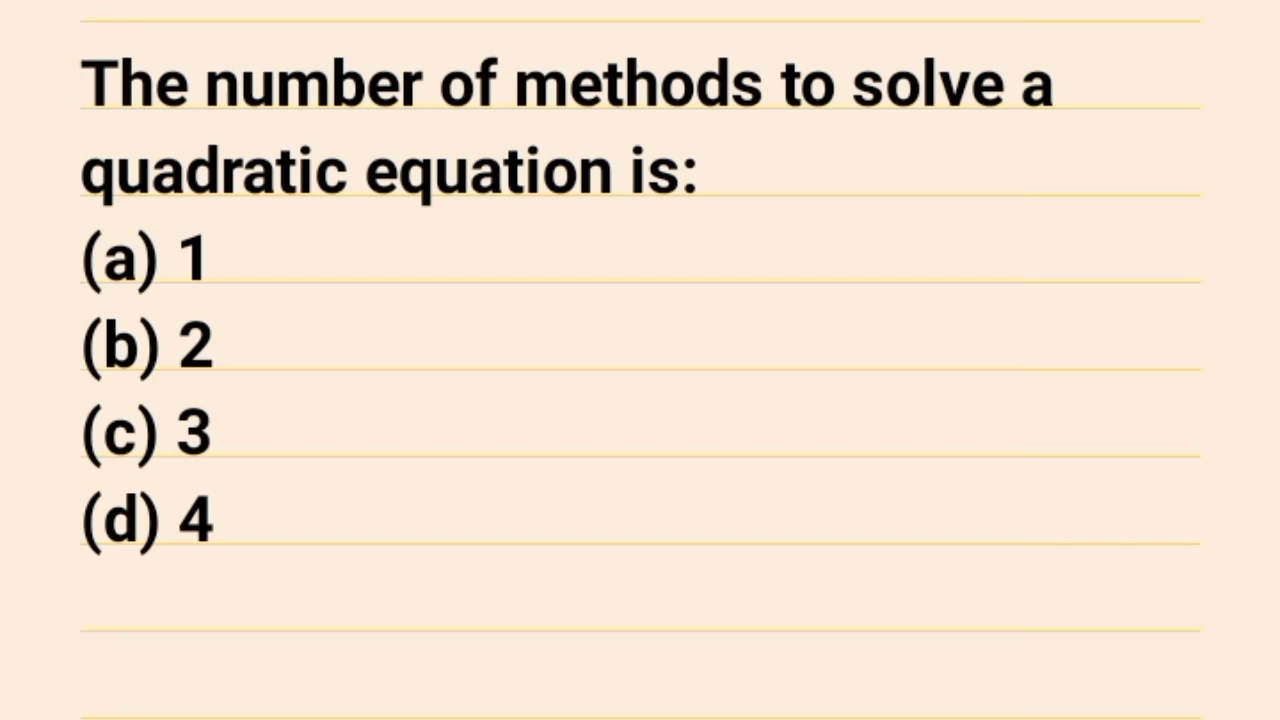 The number of methods to solve a
quadratic equation is:
(a) 1
(b) 2
(c) 3
(d) 4